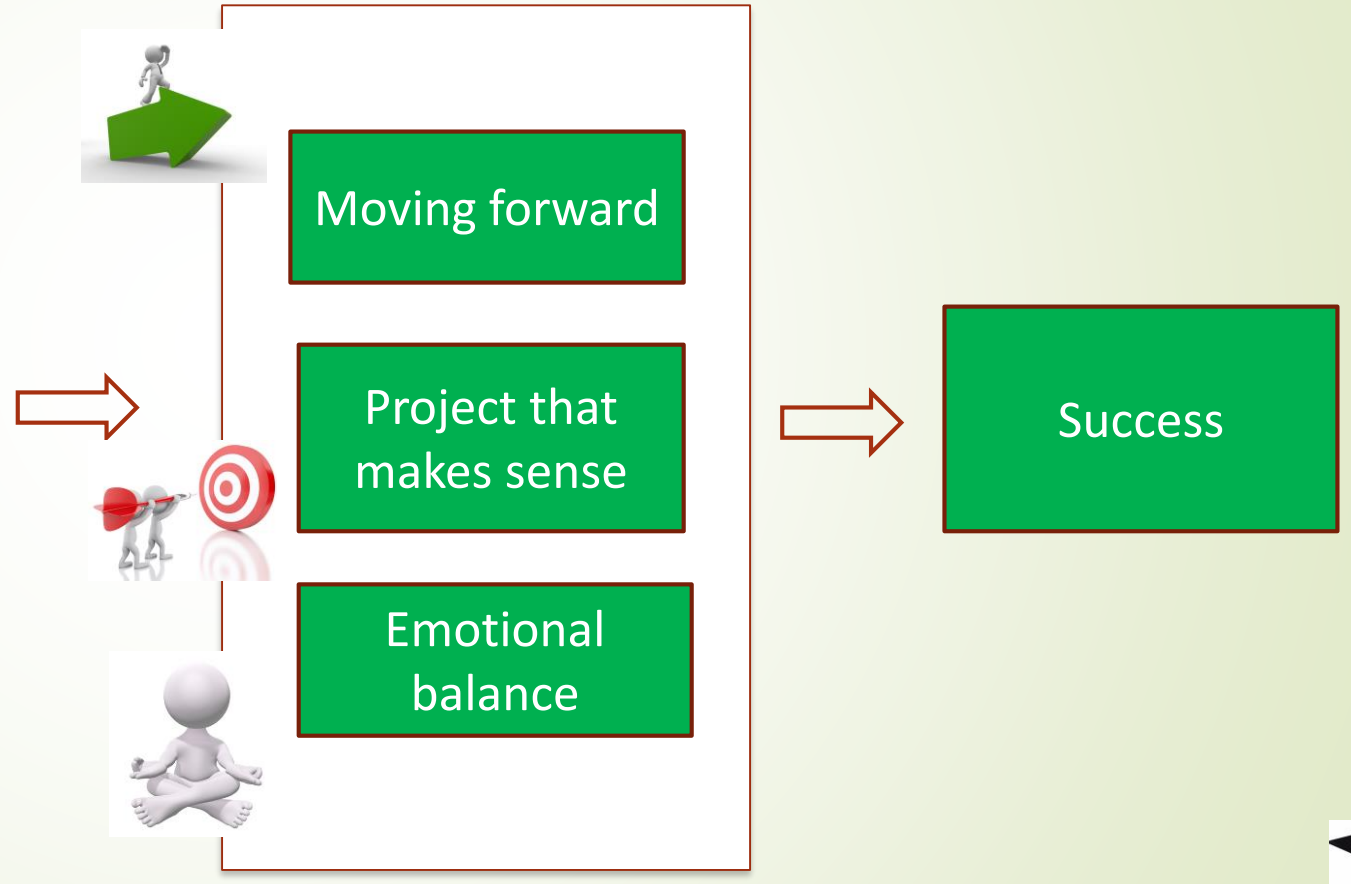 Moving forward
Project that
makes sense
Success
Emotional
balance